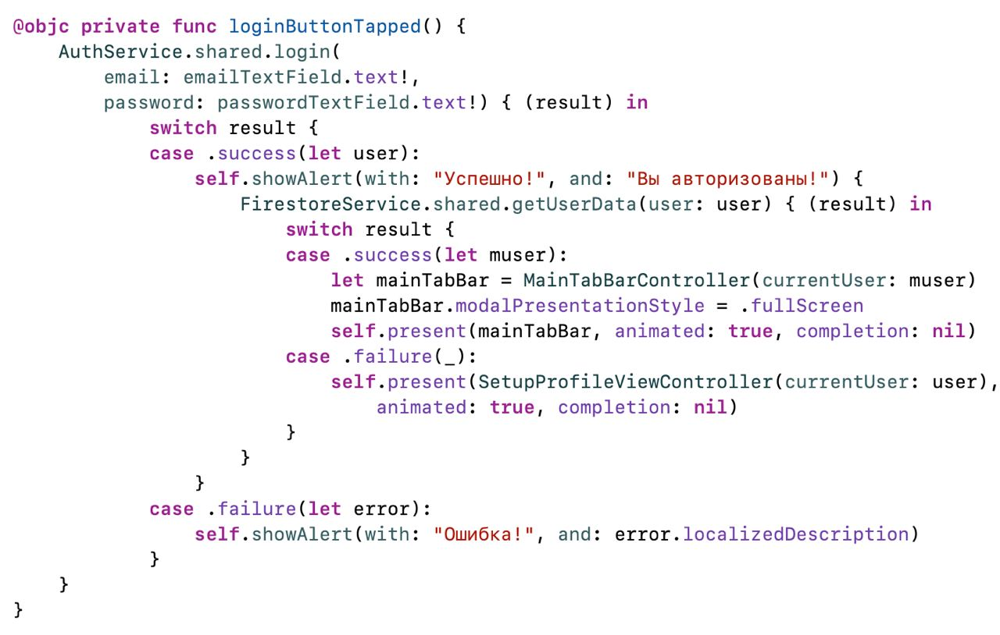 @objc private func loginButtonTapped() {
    AuthService.shared.login(
        email: emailTextField.text!,
        password: passwordTextField.text!) { (result) in
            switch result {
            case .success(let user):
                self.showAlert(with: "Успешно!", and: "Вы авторизованы!") {
                    FirestoreService.shared.getUserData(user: user) { (result) in
                        switch result {
                        case .success(let muser):
                            let mainTabBar = MainTabBarController(currentUser: muser)
                            mainTabBar.modalPresentationStyle = .fullScreen
                            self.present(mainTabBar, animated: true, completion: nil)
                        case .failure(_):
                            self.present(SetupProfileViewController(currentUser: user),
                                animated: true, completion: nil)
                        }
                    }
                }
            case .failure(let error):
                self.showAlert(with: "Ошибка!", and: error.localizedDescription)
            }
    }
}